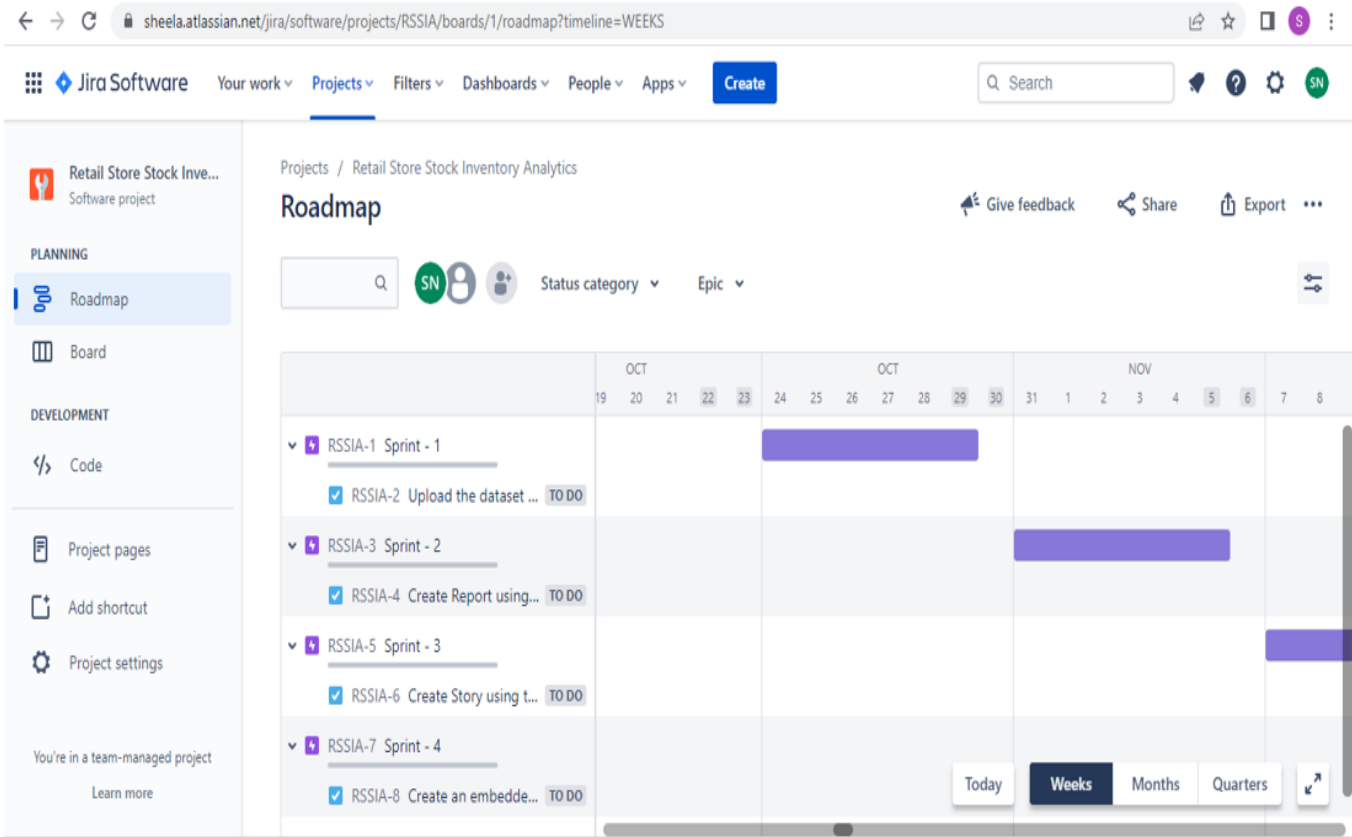 sheela.atlassian.net/jira/software/projects/RSSIA/boards/1/roadmap?timeline=WEEKS
S
Jira Software Your work Projects Filters Dashboards People Apps Create Search SN
Retail Store Stock Inve...
Software project
PLANNING
Roadmap
Board
DEVELOPMENT
Code
Project pages
Add shortcut
Project settings
You're in a team-managed project
Learn more
Projects / Retail Store Stock Inventory Analytics
Roadmap
Give feedback Share Export
SN Status category Epic
OCT OCT NOV
19 20 21 22 23 24 25 26 27 28 29 30 31 1 2 3 4 5 6 7 8
RSSIA-1 Sprint - 1
RSSIA-2 Upload the dataset ... TO DO
RSSIA-3 Sprint - 2
RSSIA-4 Create Report using... TO DO
RSSIA-5 Sprint - 3
RSSIA-6 Create Story using t... TO DO
RSSIA-7 Sprint - 4
RSSIA-8 Create an embedde... TO DO
Today Weeks Months Quarters